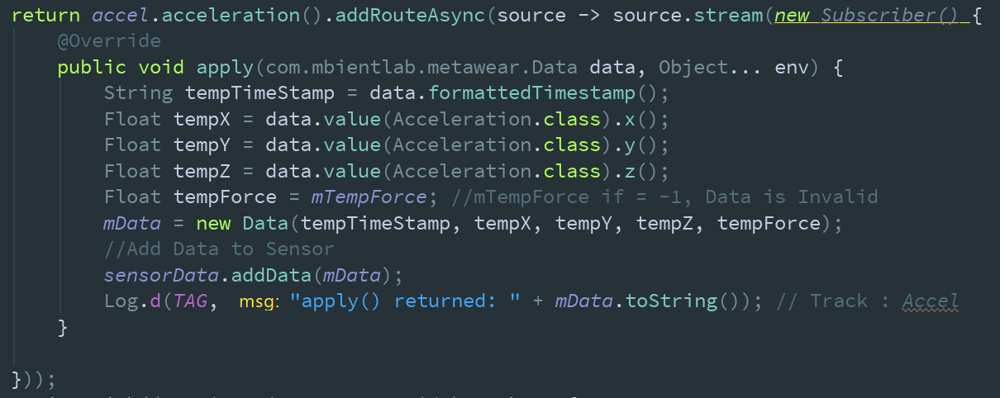 return accel.acceleration().addRouteAsync(source -> source.stream(new Subscriber() {
@Override
public void apply(com.mbientlab.metawear.Data data, Object... env) {
String tempTimeStamp = data.formattedTimestamp();
Float tempX = data.value(Acceleration.class).x();
Float tempY = data.value(Acceleration.class).y();
Float tempZ = data.value(Acceleration.class).z();
Float tempForce = mTempForce; //mTempForce if = -1, Data is Invalid
mData = new Data(tempTimeStamp, tempX, tempY, tempZ, tempForce);
//Add Data to Sensor
sensorData.addData(mData);
Log.d(TAG, msg: "apply() returned: " + mData.toString()); // Track : Accel
}
}));